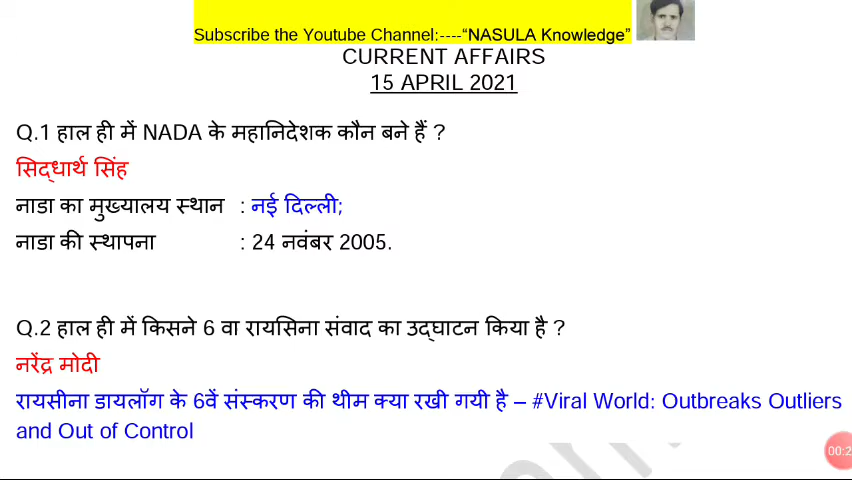 Subscribe the Youtube Channel:----“NASULA Knowledge”
CURRENT AFFAIRS
15 APRIL 2021
Q.1 हाल ही में NADA के महानिदेशक कौन बने हैं ?
सिद्धार्थ सिंह
नाडा का मुख्यालय स्थान : नई दिल्ली;
नाडा की स्थापना : 24 नवंबर 2005.
Q.2 हाल ही में किसने 6 वा रायसिना संवाद का उद्घाटन किया है ?
नरेंद्र मोदी
रायसीना डायलॉग के 6वें संस्करण की थीम क्या रखी गयी है – #Viral World: Outbreaks Outliers
and Out of Control